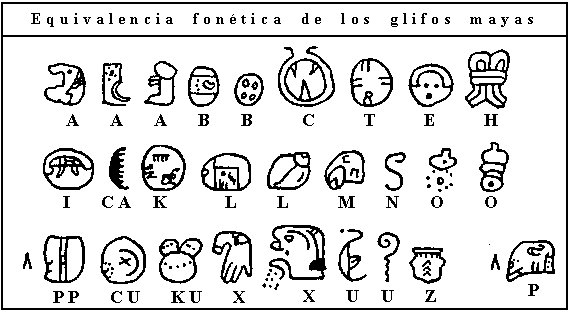 Equivalencia fonética de los glifos mayas
A A A B B C T E H
I CA K L L M N O O
PP CU KU X X U U Z P